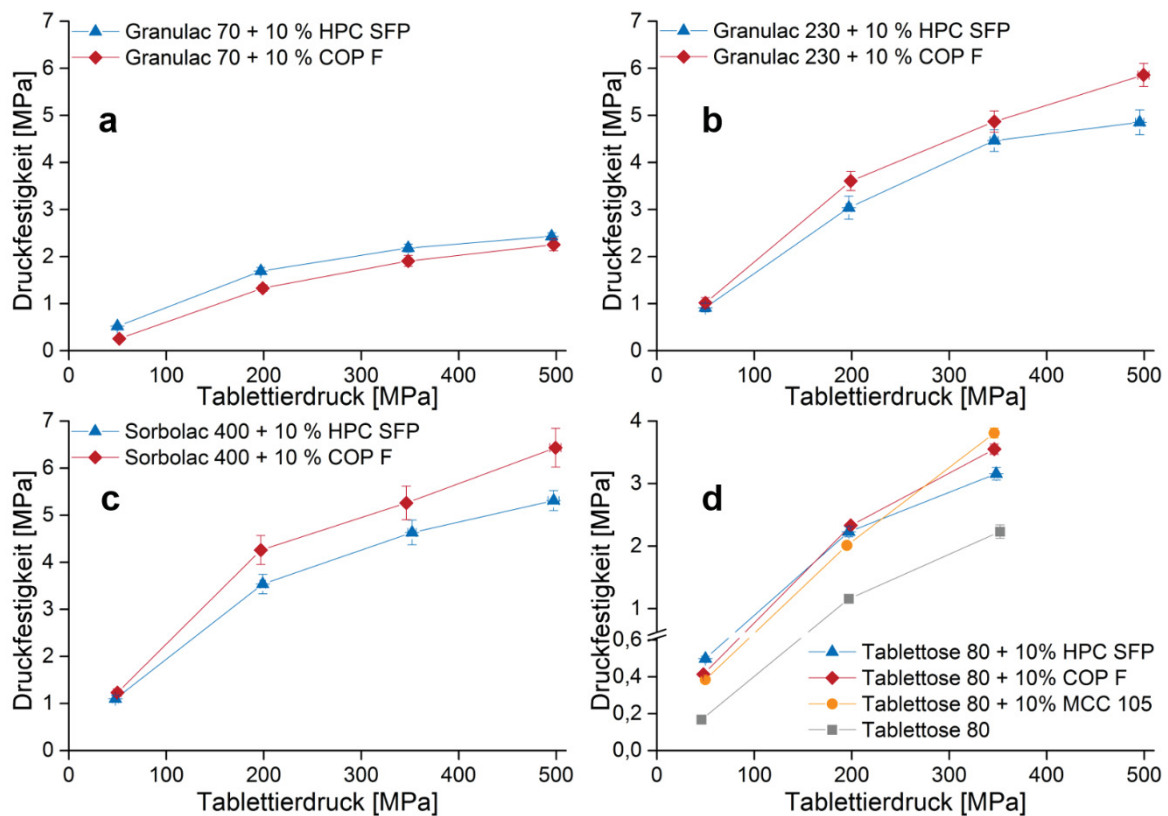 Granulac 70 + 10 % HPC SFP
Granulac 70 + 10 % COP F
a
Druckfestigkeit [MPa]
7
6
5
4
3
2
1
0
0 100 200 300 400 500
Tablettierdruck [MPa]
Granulac 230 + 10 % HPC SFP
Granulac 230 + 10 % COP F
b
Druckfestigkeit [MPa]
7
6
5
4
3
2
1
0
0 100 200 300 400 500
Tablettierdruck [MPa]
Sorbolac 400 + 10 % HPC SFP
Sorbolac 400 + 10 % COP F
c
Druckfestigkeit [MPa]
7
6
5
4
3
2
1
0
0 100 200 300 400 500
Tablettierdruck [MPa]
d
Druckfestigkeit [MPa]
4
3
2
1
0,6
0,4
0,2
0,0
Tablettose 80 + 10% HPC SFP
Tablettose 80 + 10% COP F
Tablettose 80 + 10% MCC 105
Tablettose 80
0 100 200 300 400 500
Tablettierdruck [MPa]